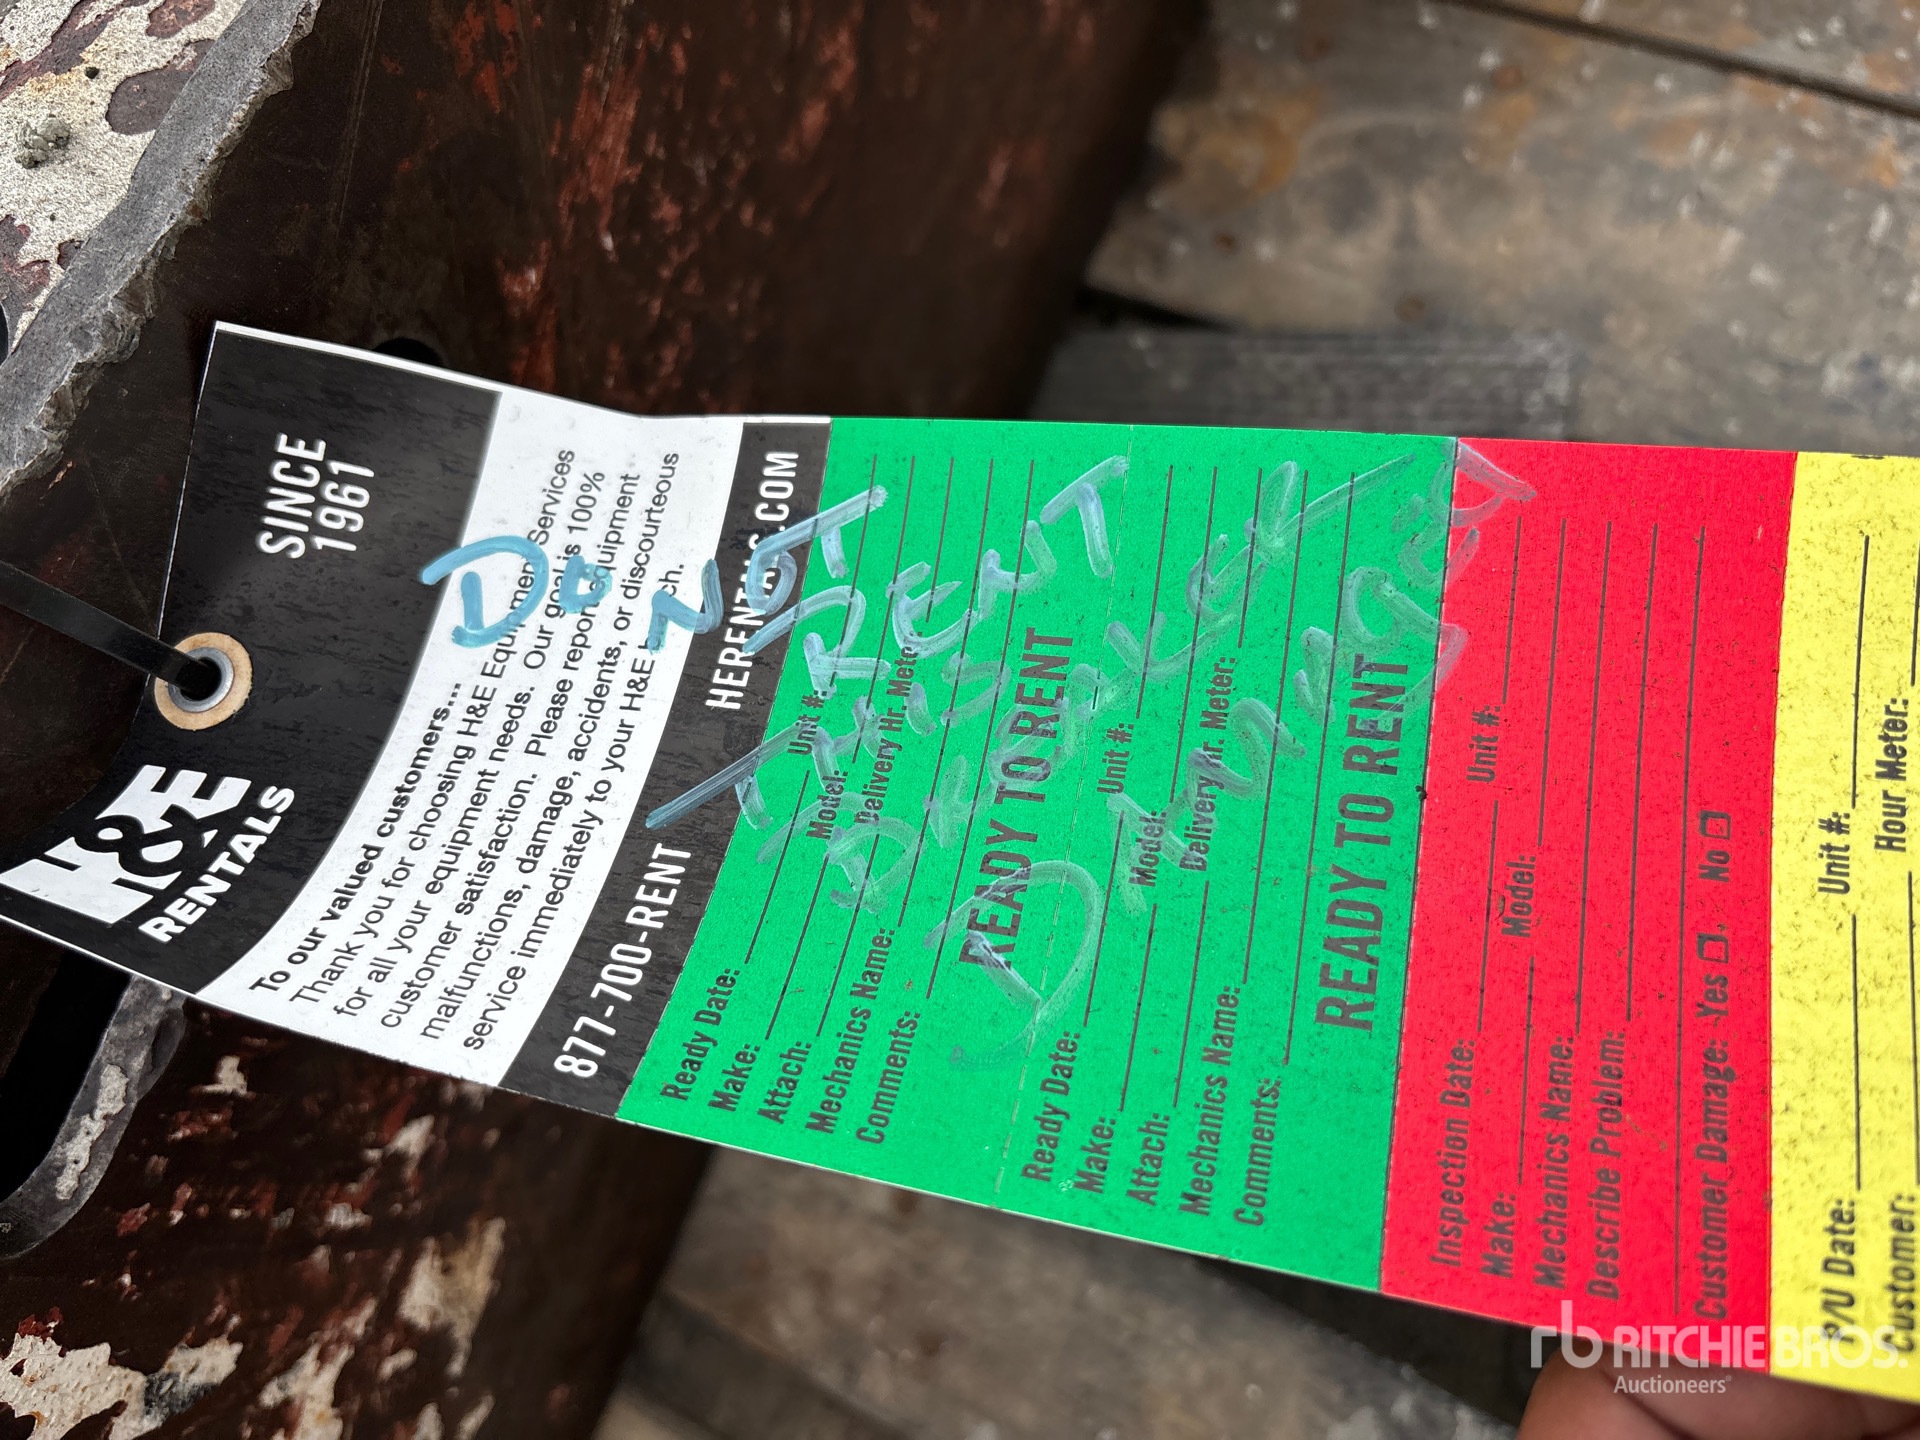 H&E
RENTALS
SINCE
1961
To our valued customers...
Thank you for choosing H&E Equipment Services
for all your equipment needs. Our goal is 100%
customer satisfaction. Please report equipment
malfunctions, damage, accidents, or discourteous
service immediately to your H&E
877-700-RENT
HERENTALS.COM
Do
NOT
RENT
Ready Date: Unit #:
Make: Model:
Attach: Delivery Hr. Meter:
Mechanics Name:
Comments:
READY TO RENT
Ready Date: Unit #:
Make: Model:
Attach: Delivery Hr. Meter:
Mechanics Name:
Comments:
READY TO RENT
Inspection Date: Unit #:
Make: Model:
Mechanics Name:
Describe Problem:
Customer Damage: Yes □, No □
P/U Date: Unit #:
Customer: Hour Meter:
rb RITCHIE BROS.
Auctioneers